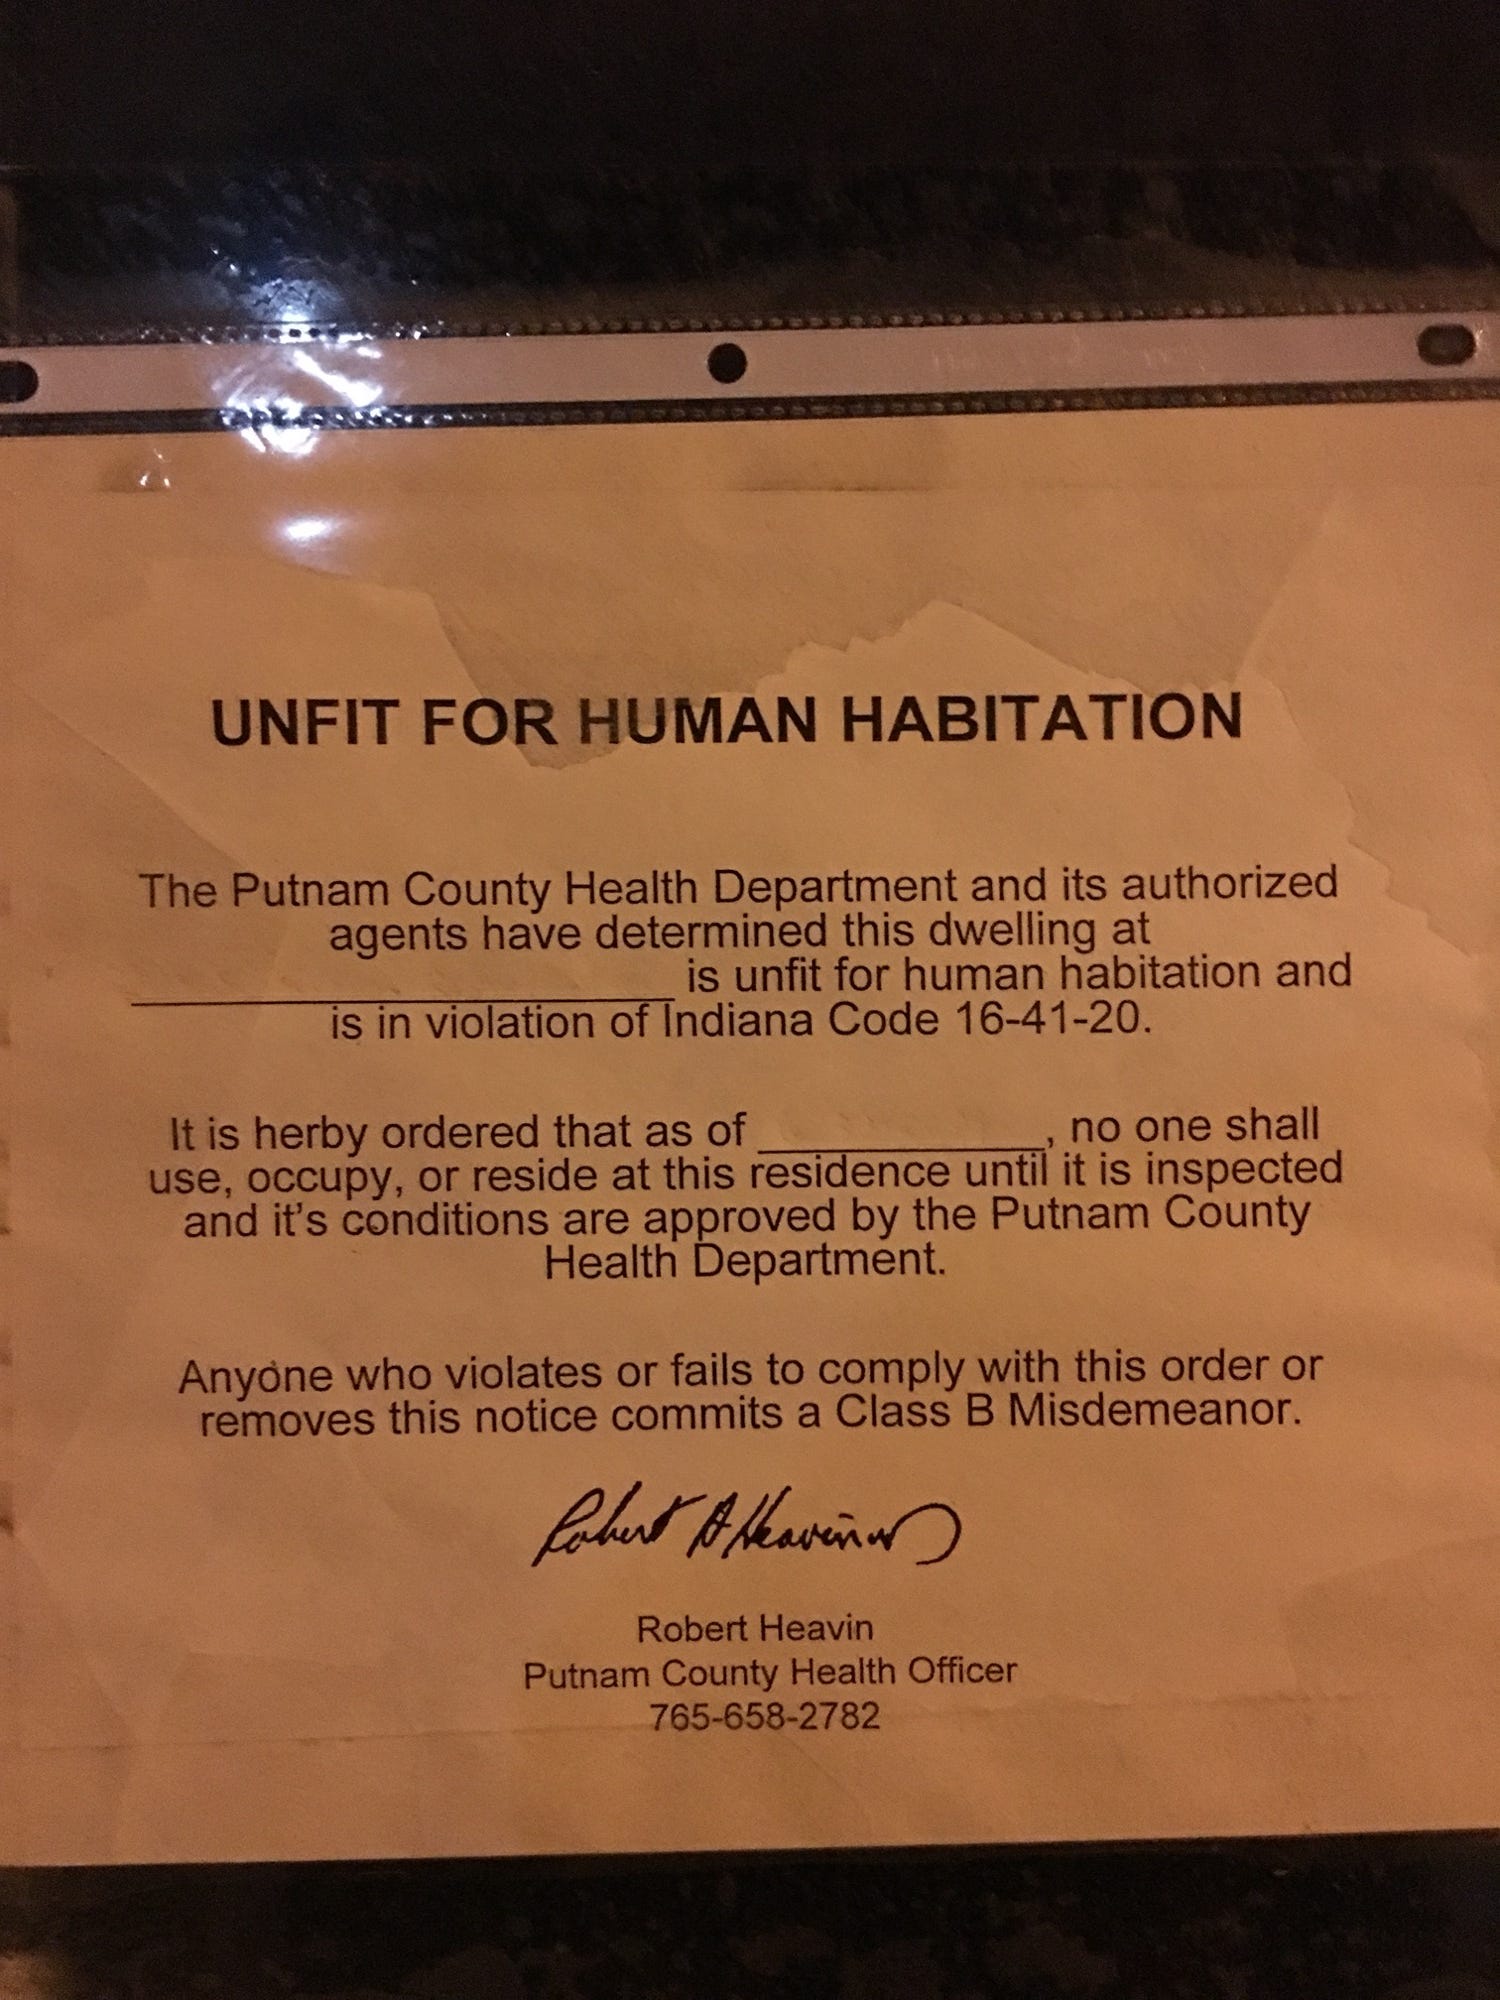 UNFIT FOR HUMAN HABITATION
The Putnam County Health Department and its authorized
agents have determined this dwelling at
_________________ is unfit for human habitation and
is in violation of Indiana Code 16-41-20.
It is herby ordered that as of _________, no one shall
use, occupy, or reside at this residence until it is inspected
and it's conditions are approved by the Putnam County
Health Department.
Anyone who violates or fails to comply with this order or
removes this notice commits a Class B Misdemeanor.
Robert A Heavin
Robert Heavin
Putnam County Health Officer
765-658-2782